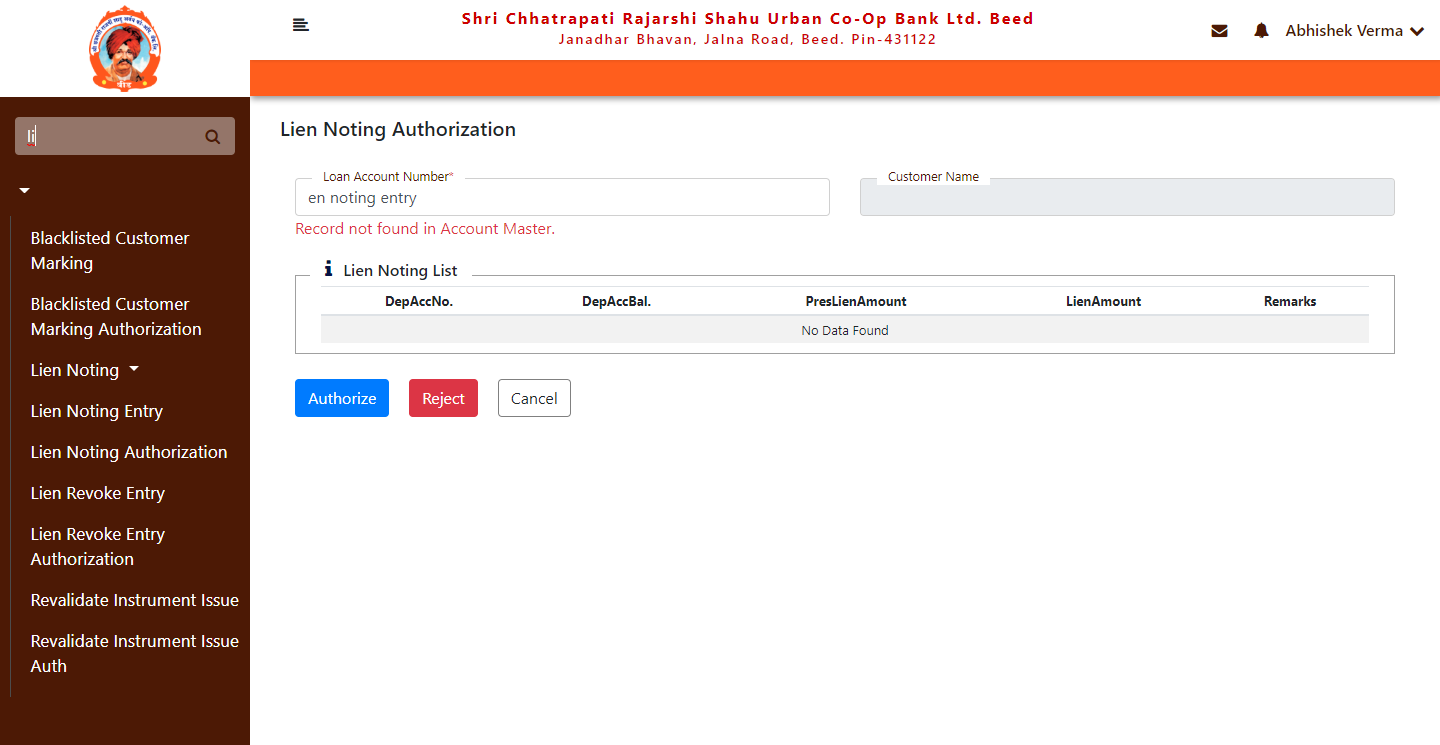 Shri Chhatrapati Rajarshi Shahu Urban Co-Op Bank Ltd. Beed
Janadhar Bhavan, Jalna Road, Beed. Pin-431122
Abhishek Verma
li
Blacklisted Customer
Marking
Blacklisted Customer
Marking Authorization
Lien Noting
Lien Noting Entry
Lien Noting Authorization
Lien Revoke Entry
Lien Revoke Entry
Authorization
Revalidate Instrument Issue
Revalidate Instrument Issue
Auth
Lien Noting Authorization
Loan Account Number*
en noting entry
Record not found in Account Master.
Customer Name
Lien Noting List
DepAccNo. DepAccBal. PresLienAmount LienAmount Remarks
No Data Found
Authorize Reject Cancel